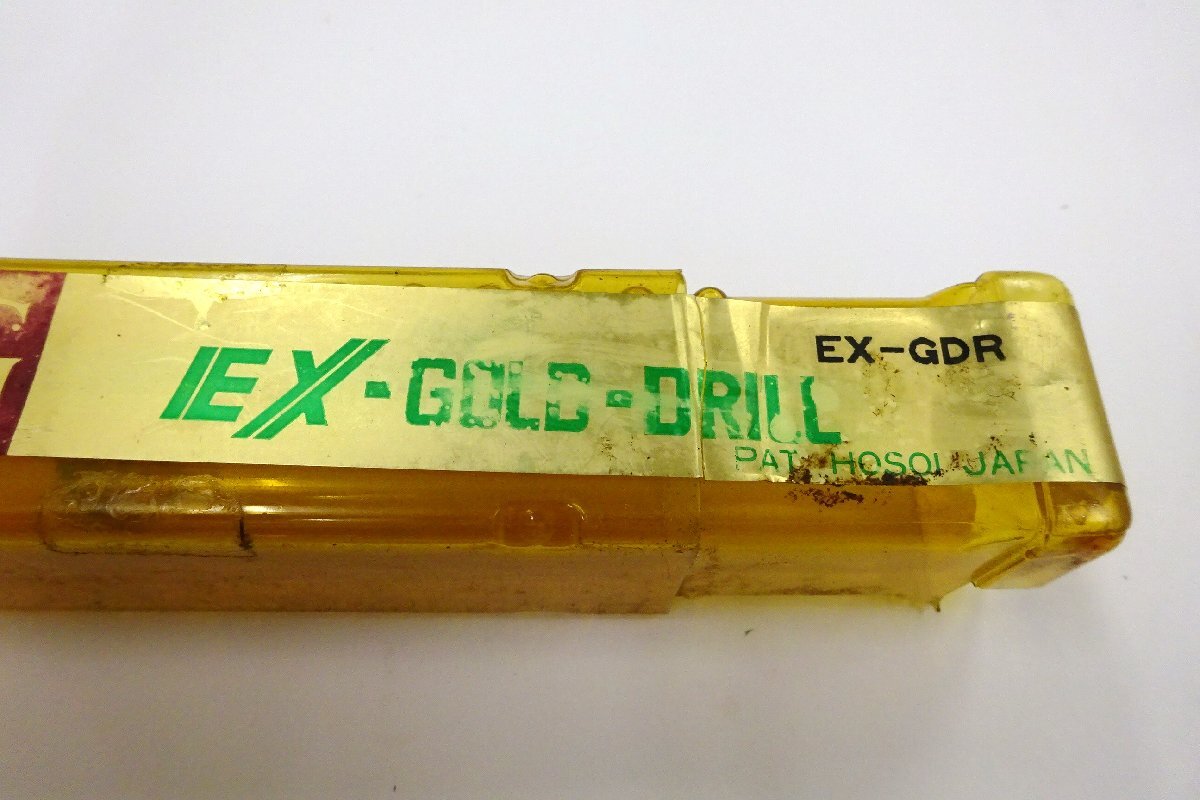 EX-GOLD-DRILL
EX-GDR
PAT. HOSOI JAPAN